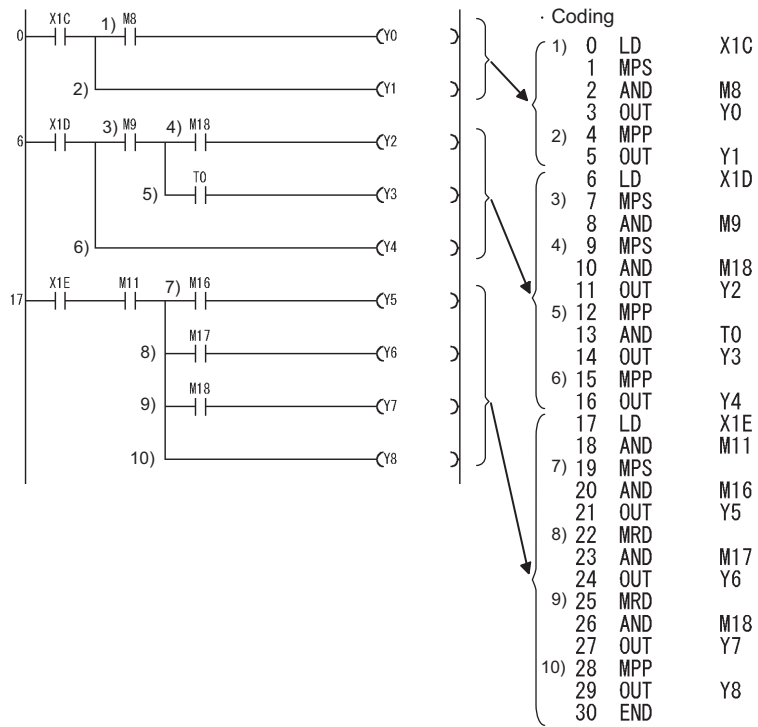 X1C 1) M8
0 Y0
2) Y1
X1D 3) M9 4) M18
6 Y2
T0
5) Y3
6) Y4
X1E M11 7) M16
17 Y5
M17
8) Y6
M18
9) Y7
10) Y8
· Coding
1) 0 LD X1C
1 MPS
2 AND M8
3 OUT Y0
2) 4 MPP
5 OUT Y1
6 LD X1D
3) 7 MPS
8 AND M9
4) 9 MPS
10 AND M18
11 OUT Y2
5) 12 MPP
13 AND T0
14 OUT Y3
6) 15 MPP
16 OUT Y4
17 LD X1E
18 AND M11
7) 19 MPS
20 AND M16
21 OUT Y5
8) 22 MRD
23 AND M17
24 OUT Y6
9) 25 MRD
26 AND M18
27 OUT Y7
10) 28 MPP
29 OUT Y8
30 END